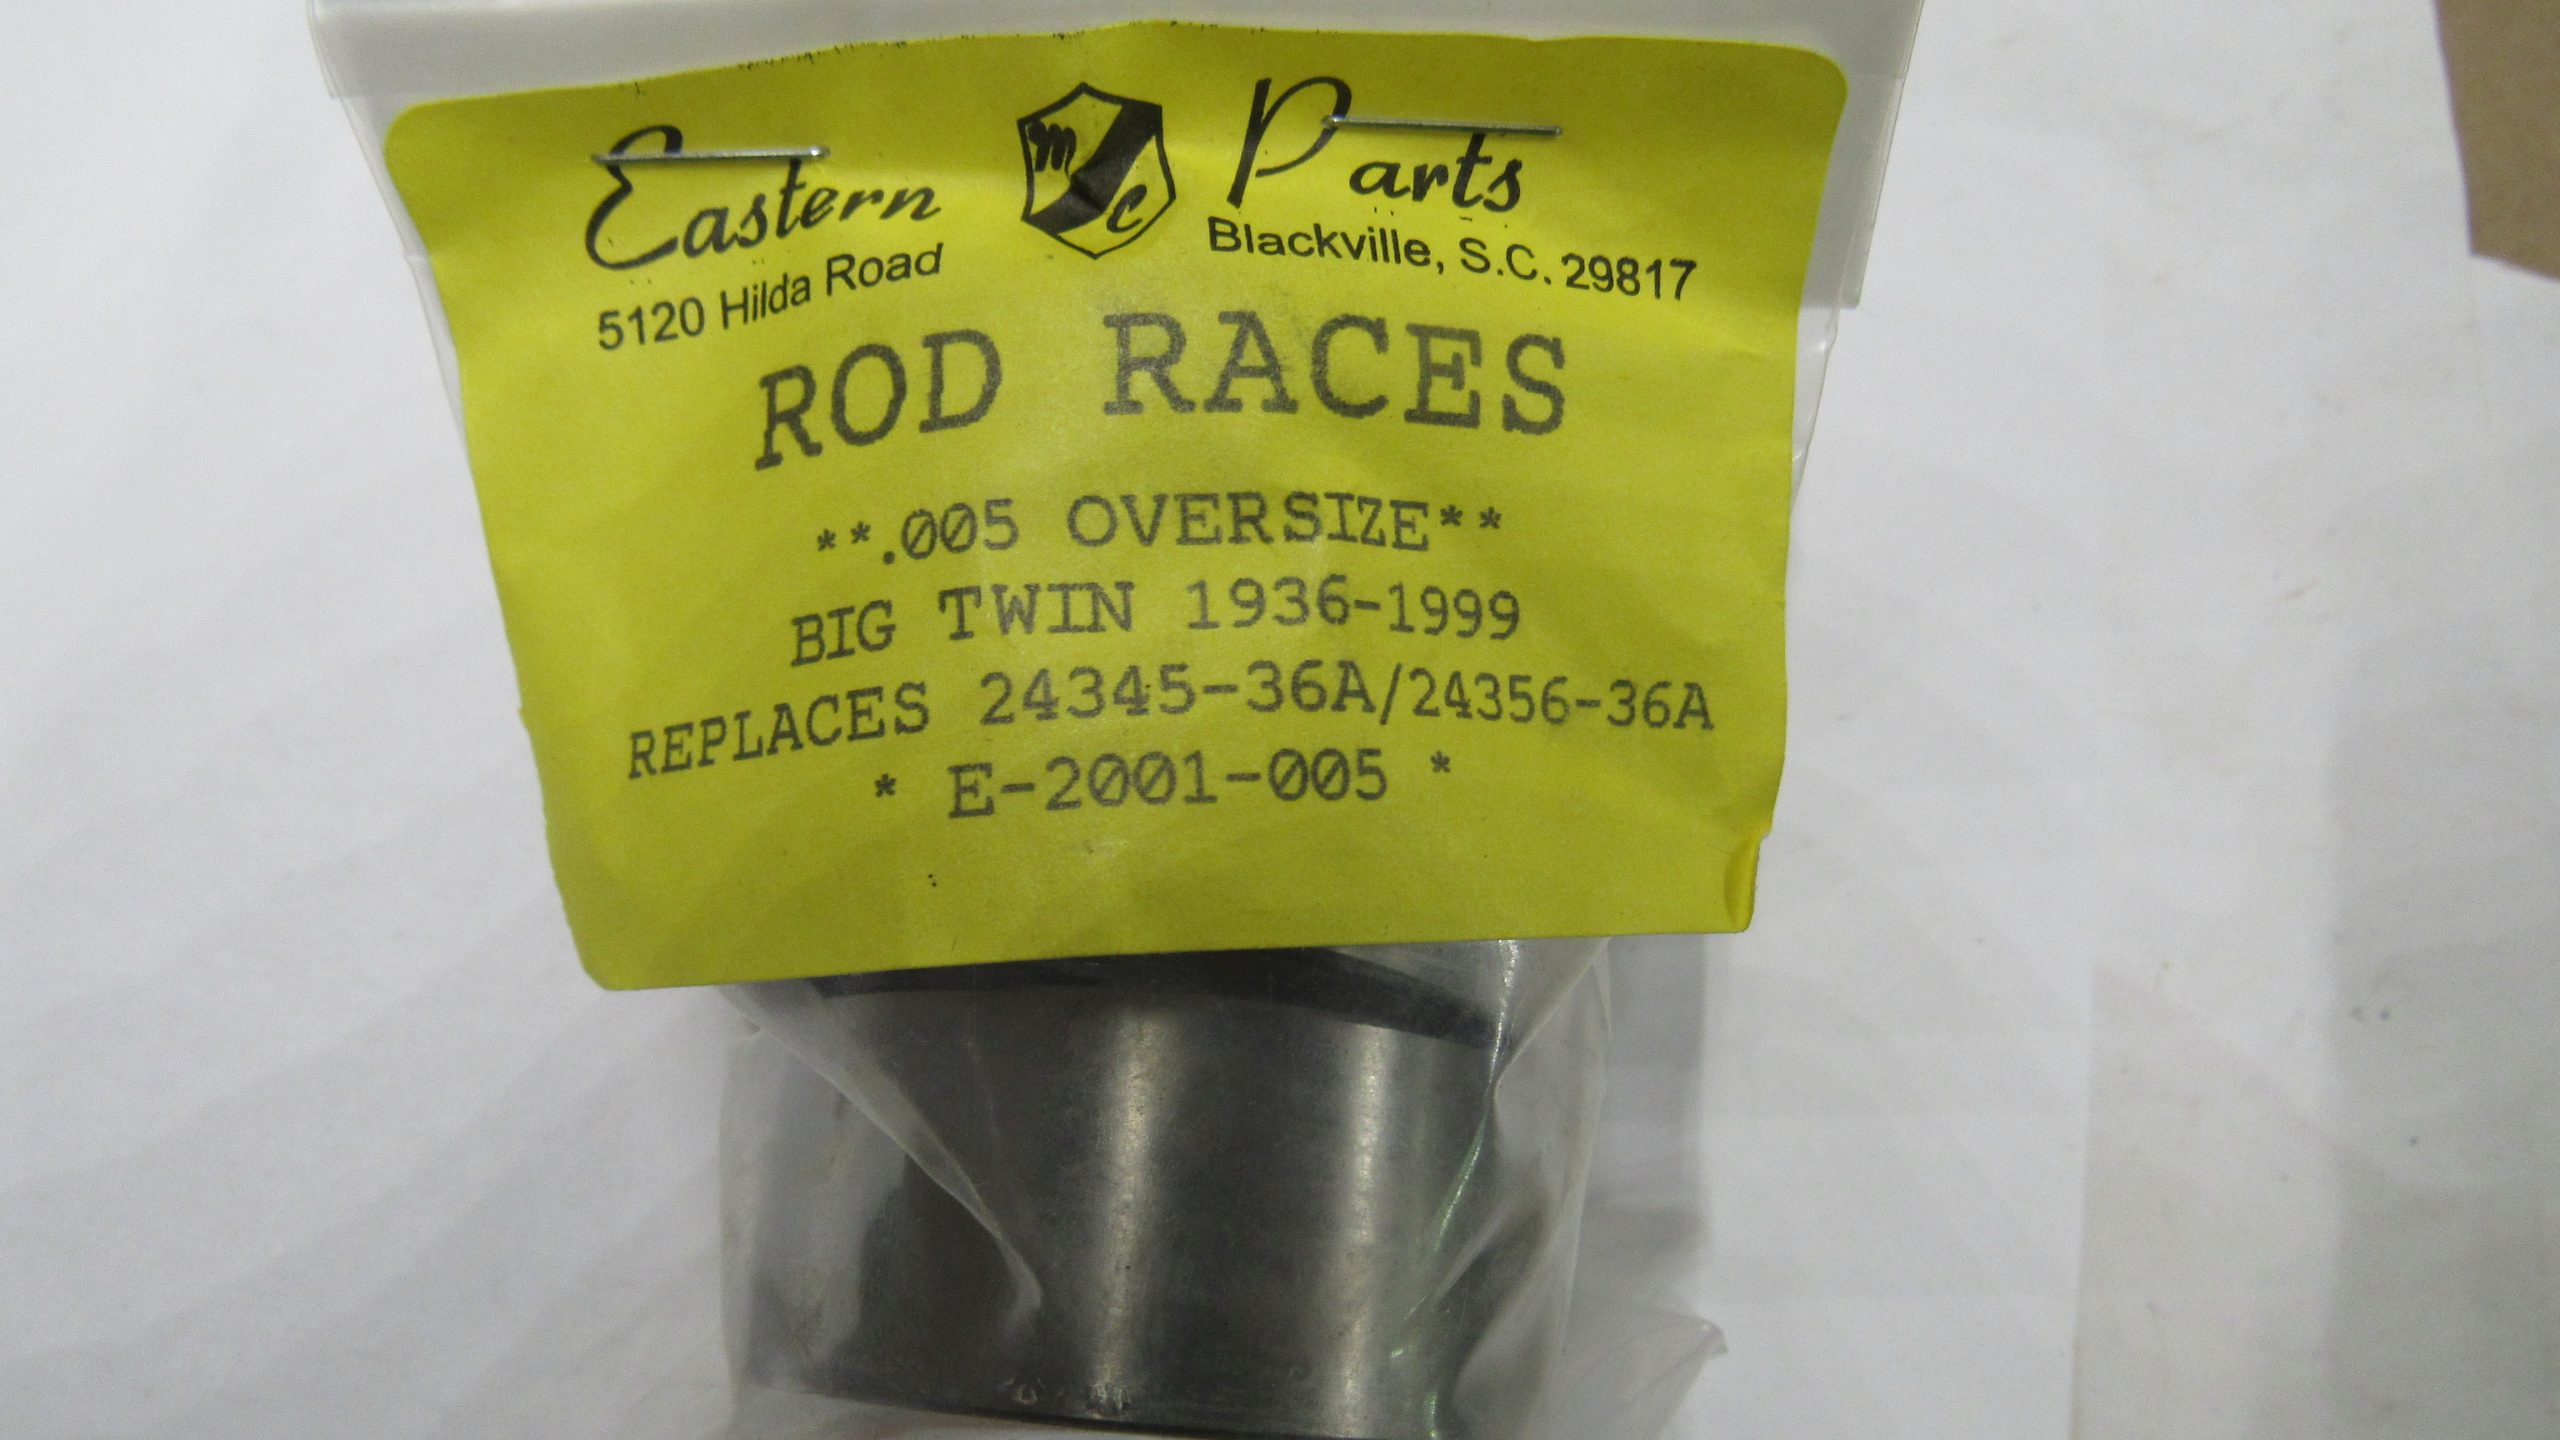 Eastern MC Parts
5120 Hilda Road Blackville, S.C. 29817
ROD RACES
**.005 OVERSIZE**
BIG TWIN 1936-1999
REPLACES 24345-36A/24356-36A
* E-2001-005 *